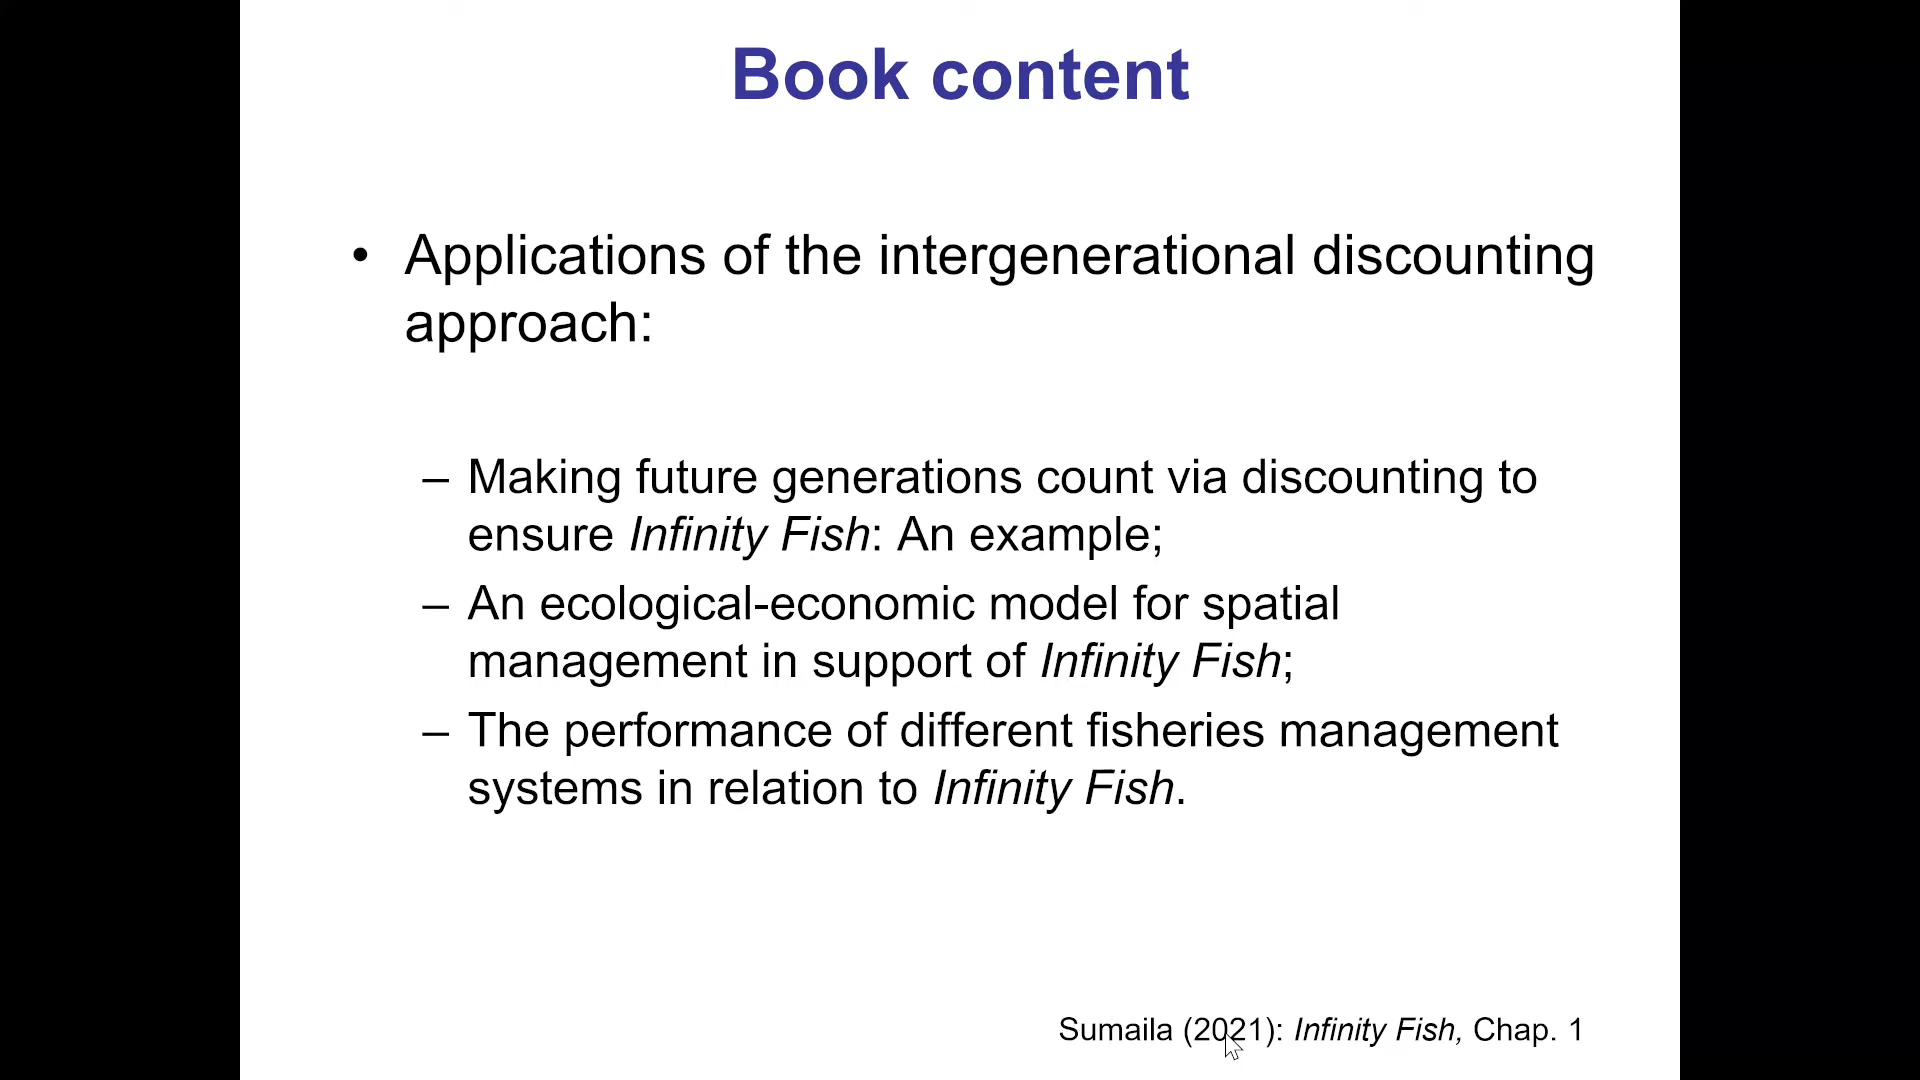 Book content
• Applications of the intergenerational discounting
approach:
– Making future generations count via discounting to
ensure Infinity Fish: An example;
– An ecological-economic model for spatial
management in support of Infinity Fish;
– The performance of different fisheries management
systems in relation to Infinity Fish.
Sumaila (2021): Infinity Fish, Chap. 1